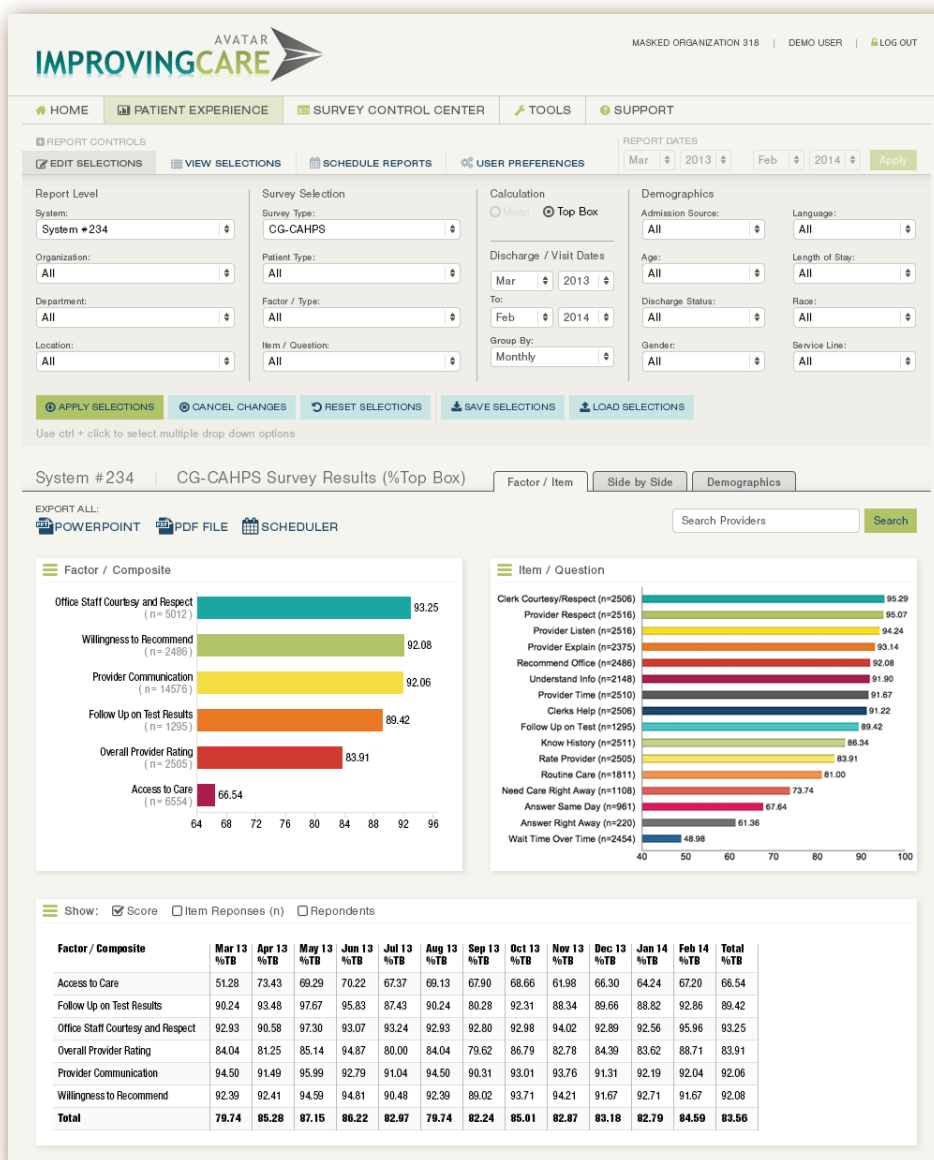 AVATAR
IMPROVINGCARE
MASKED ORGANIZATION 318 | DEMO USER | LOG OUT
HOME PATIENT EXPERIENCE SURVEY CONTROL CENTER TOOLS SUPPORT
REPORT CONTROLS REPORT DATES
EDIT SELECTIONS VIEW SELECTIONS SCHEDULE REPORTS USER PREFERENCES Mar 2013 Feb 2014 Apply
Report Level Survey Selection Calculation Demographics
System: Survey Type: Mean Top Box Admission Source: Language:
System #234 CG-CAHPS All All
Organization: Patient Type: Discharge / Visit Dates Age: Length of Stay:
All All Mar 2013 All All
Department: Factor / Type: To: Discharge Status: Race:
All All Feb 2014 All All
Location: Item / Question: Group By: Gender: Service Line:
All All Monthly All All
APPLY SELECTIONS CANCEL CHANGES RESET SELECTIONS SAVE SELECTIONS LOAD SELECTIONS
Use ctrl + click to select multiple drop down options
System #234 | CG-CAHPS Survey Results (%Top Box) Factor / Item Side by Side Demographics
EXPORT ALL:
POWERPOINT PDF FILE SCHEDULER Search Providers Search
Factor / Composite
Office Staff Courtesy and Respect
( n= 5012 ) 93.25
Willingness to Recommend
( n= 2486 ) 92.08
Provider Communication
( n= 14576 ) 92.06
Follow Up on Test Results
( n= 1295 ) 89.42
Overall Provider Rating
( n= 2505 ) 83.91
Access to Care
( n= 6554 ) 66.54
64 68 72 76 80 84 88 92 96
Item / Question
Clerk Courtesy/Respect (n=2506) 95.29
Provider Respect (n=2516) 95.07
Provider Listen (n=2516) 94.24
Provider Explain (n=2375) 93.14
Recommend Office (n=2486) 92.08
Understand Info (n=2148) 91.90
Provider Time (n=2510) 91.67
Clerks Help (n=2506) 91.22
Follow Up on Test (n=1295) 89.42
Know History (n=2511) 86.34
Rate Provider (n=2505) 83.91
Routine Care (n=1811) 81.00
Need Care Right Away (n=1108) 73.74
Answer Same Day (n=961) 67.64
Answer Right Away (n=220) 61.36
Wait Time Over Time (n=2454) 48.98
40 50 60 70 80 90 100
Show: Score Item Reponses (n) Repondents
Factor / Composite Mar 13 Apr 13 May 13 Jun 13 Jul 13 Aug 13 Sep 13 Oct 13 Nov 13 Dec 13 Jan 14 Feb 14 Total
%TB %TB %TB %TB %TB %TB %TB %TB %TB %TB %TB %TB %TB
Access to Care 51.28 73.43 69.29 70.22 67.37 69.13 67.90 68.66 61.98 66.30 64.24 67.20 66.54
Follow Up on Test Results 90.24 93.48 97.67 95.83 87.43 90.24 80.28 92.31 88.34 89.66 88.82 92.86 89.42
Office Staff Courtesy and Respect 92.93 90.58 97.30 93.07 93.24 92.93 92.80 92.98 94.02 92.89 92.56 95.96 93.25
Overall Provider Rating 84.04 81.25 85.14 94.87 80.00 84.04 79.62 86.79 82.78 84.39 83.62 88.71 83.91
Provider Communication 94.50 91.49 95.99 92.79 91.04 94.50 90.31 93.01 93.76 91.31 92.19 92.04 92.06
Willingness to Recommend 92.39 92.41 94.59 94.81 90.48 92.39 89.02 93.71 94.21 91.67 92.71 91.67 92.08
Total 79.74 85.28 87.15 86.22 82.97 79.74 82.24 85.01 82.87 83.18 82.79 84.59 83.56